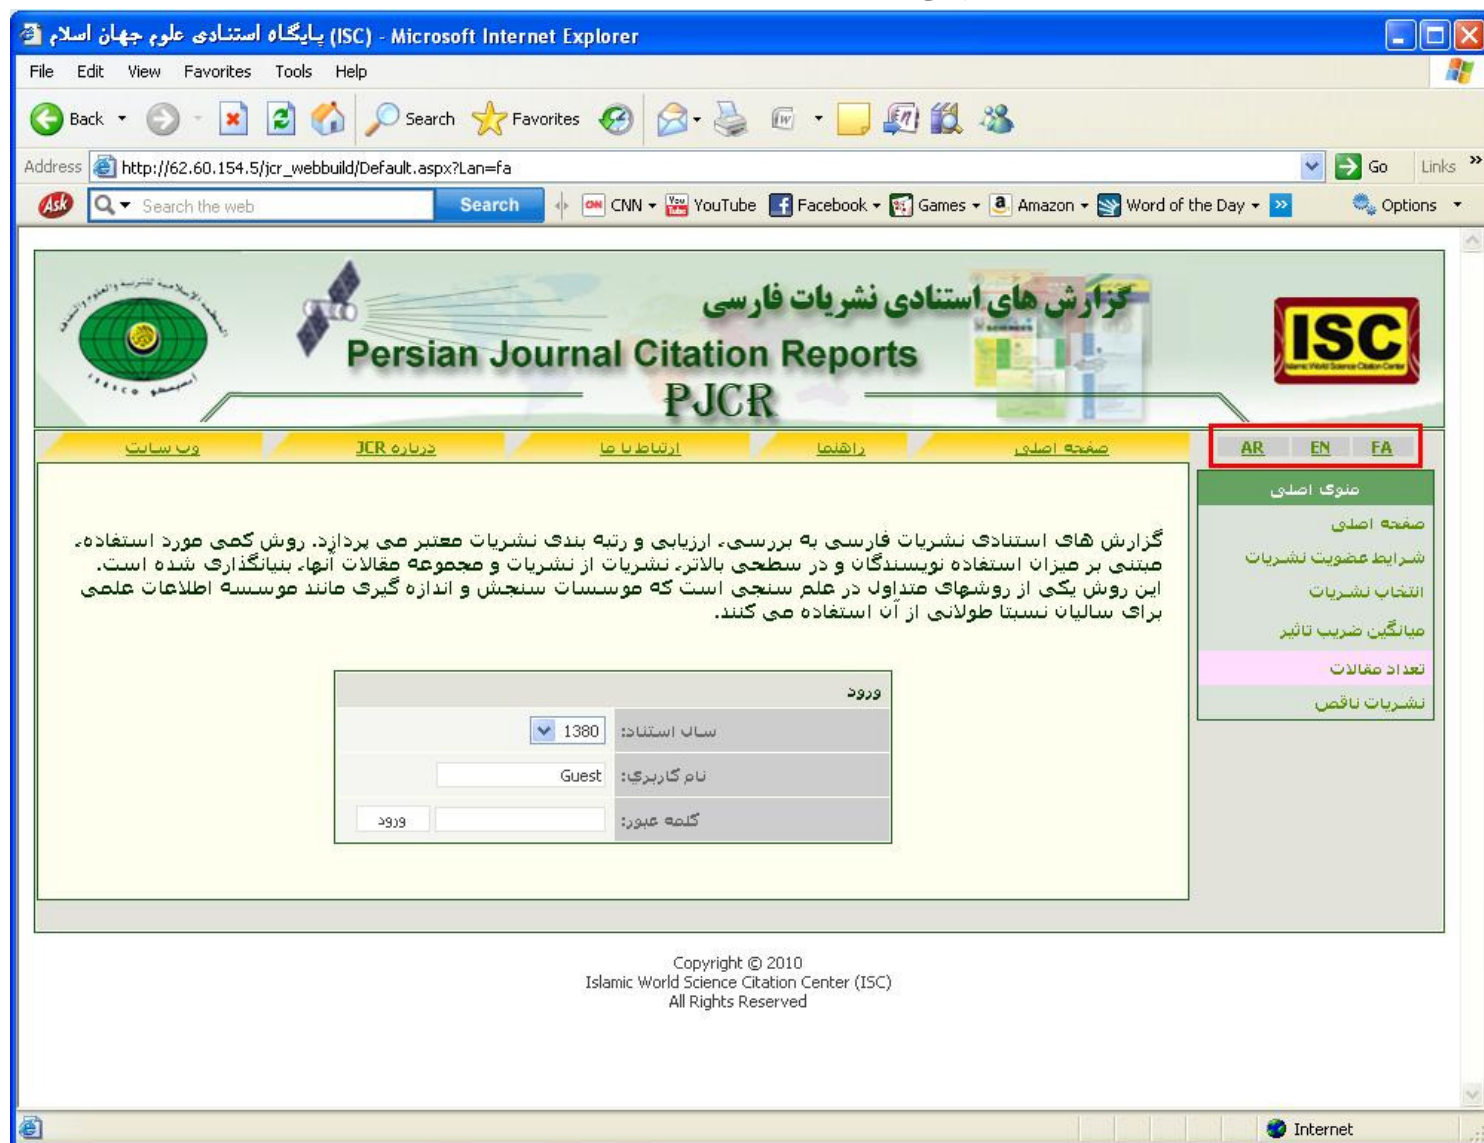 پایگاه استنادی علوم جهان اسلام (ISC) - Microsoft Internet Explorer
File Edit View Favorites Tools Help
Back Search Favorites
Address http://62.60.154.5/jcr_webbuild/Default.aspx?Lan=fa Go Links
Ask Search the web Search CNN YouTube Facebook Games Amazon Word of the Day Options
گزارش های استنادی نشریات فارسی
Persian Journal Citation Reports
PJCR
ISC
Islamic World Science Citation Center
صفحه اصلی راهنما ارتباط با ما درباره JCR وب سایت
AR EN FA
منوی اصلی
صفحه اصلی
شرایط عضویت نشریات
انتخاب نشریات
میانگین ضریب تاثیر
تعداد مقالات
نشریات ناقص
گزارش های استنادی نشریات فارسی به بررسی، ارزیابی و رتبه بندی نشریات معتبر می پردازد. روش کمی مورد استفاده،
مبتنی بر میزان استفاده نویسندگان و در سطحی بالاتر، نشریات از نشریات و مجموعه مقالات آنها، بنیانگذاری شده است.
این روش یکی از روشهای متداول در علم سنجی است که موسسات سنجش و اندازه گیری مانند موسسه اطلاعات علمی
برای سالیان نسبتا طولانی از آن استفاده می کنند.
ورود
سال استناد: 1380
نام کاربري: Guest
کلمه عبور: ورود
Copyright © 2010
Islamic World Science Citation Center (ISC)
All Rights Reserved
Internet